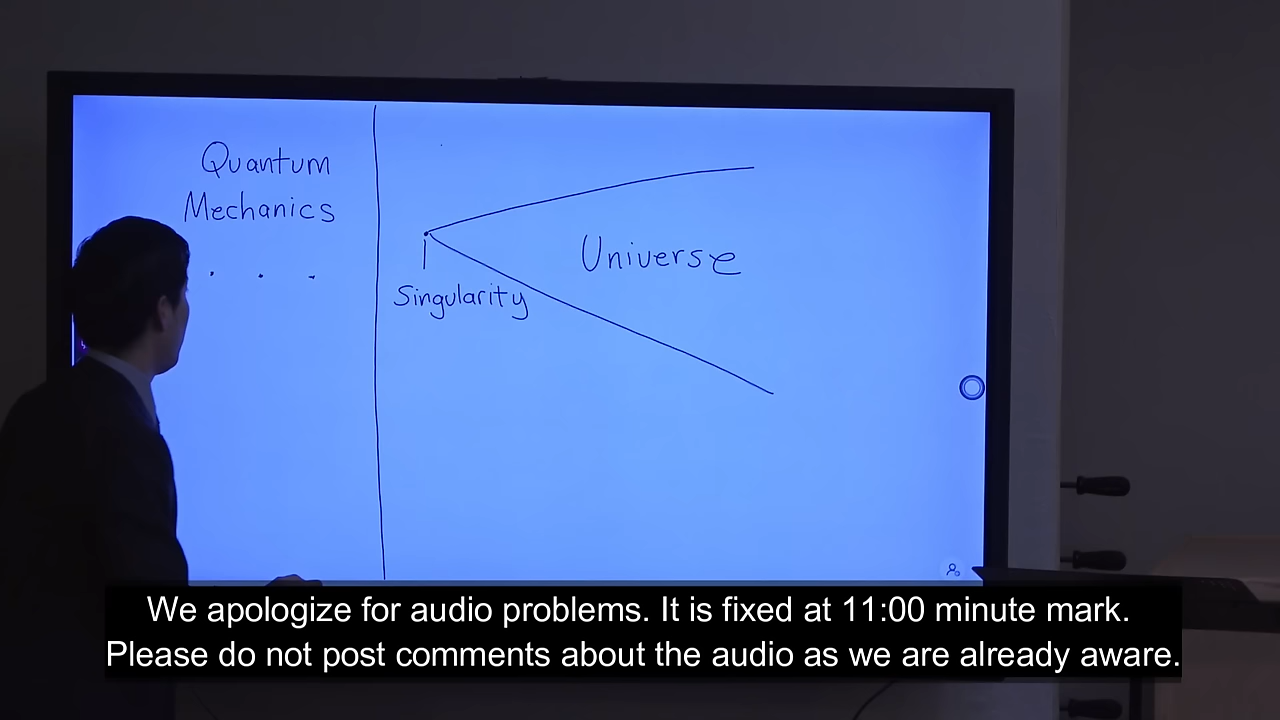 Quantum
Mechanics
. . .
Universe
Singularity
We apologize for audio problems. It is fixed at 11:00 minute mark.
Please do not post comments about the audio as we are already aware.